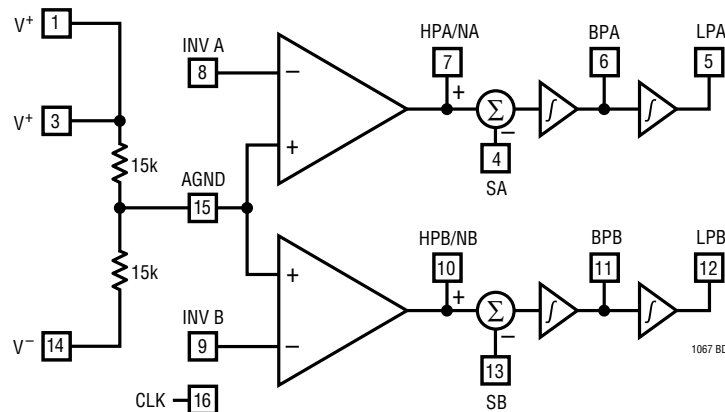 V+ 1
V+ 3
15k
15k
V− 14
AGND
15
INV A
8
−
+
HPA/NA
7
+
Σ
−
4
SA
∫
BPA
6
∫
LPA
5
+
−
INV B
9
HPB/NB
10
+
Σ
−
13
SB
∫
BPB
11
∫
LPB
12
CLK 16
1067 BD